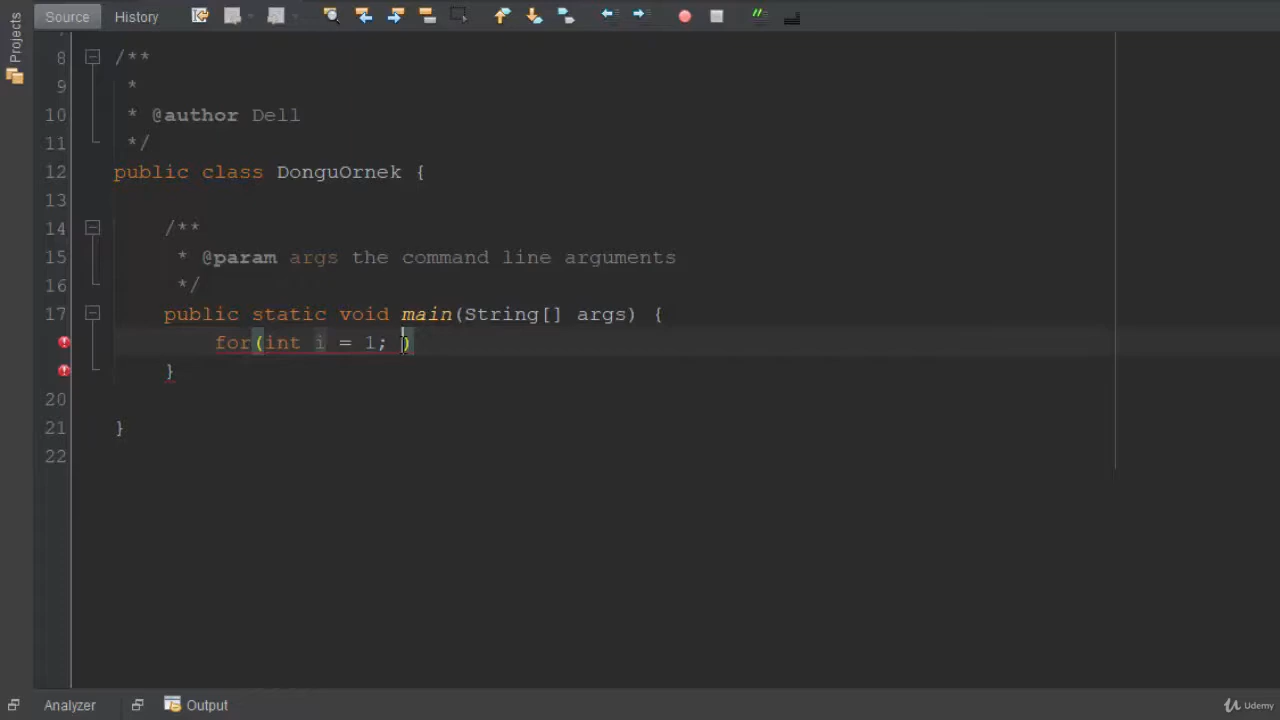 Source History
Projects
8 /**
9 *
10 * @author Dell
11 */
12 public class DonguOrnek {
13
14 /**
15 * @param args the command line arguments
16 */
17 public static void main(String[] args) {
for(int i = 1; )
}
20
21 }
22
Analyzer Output
Udemy